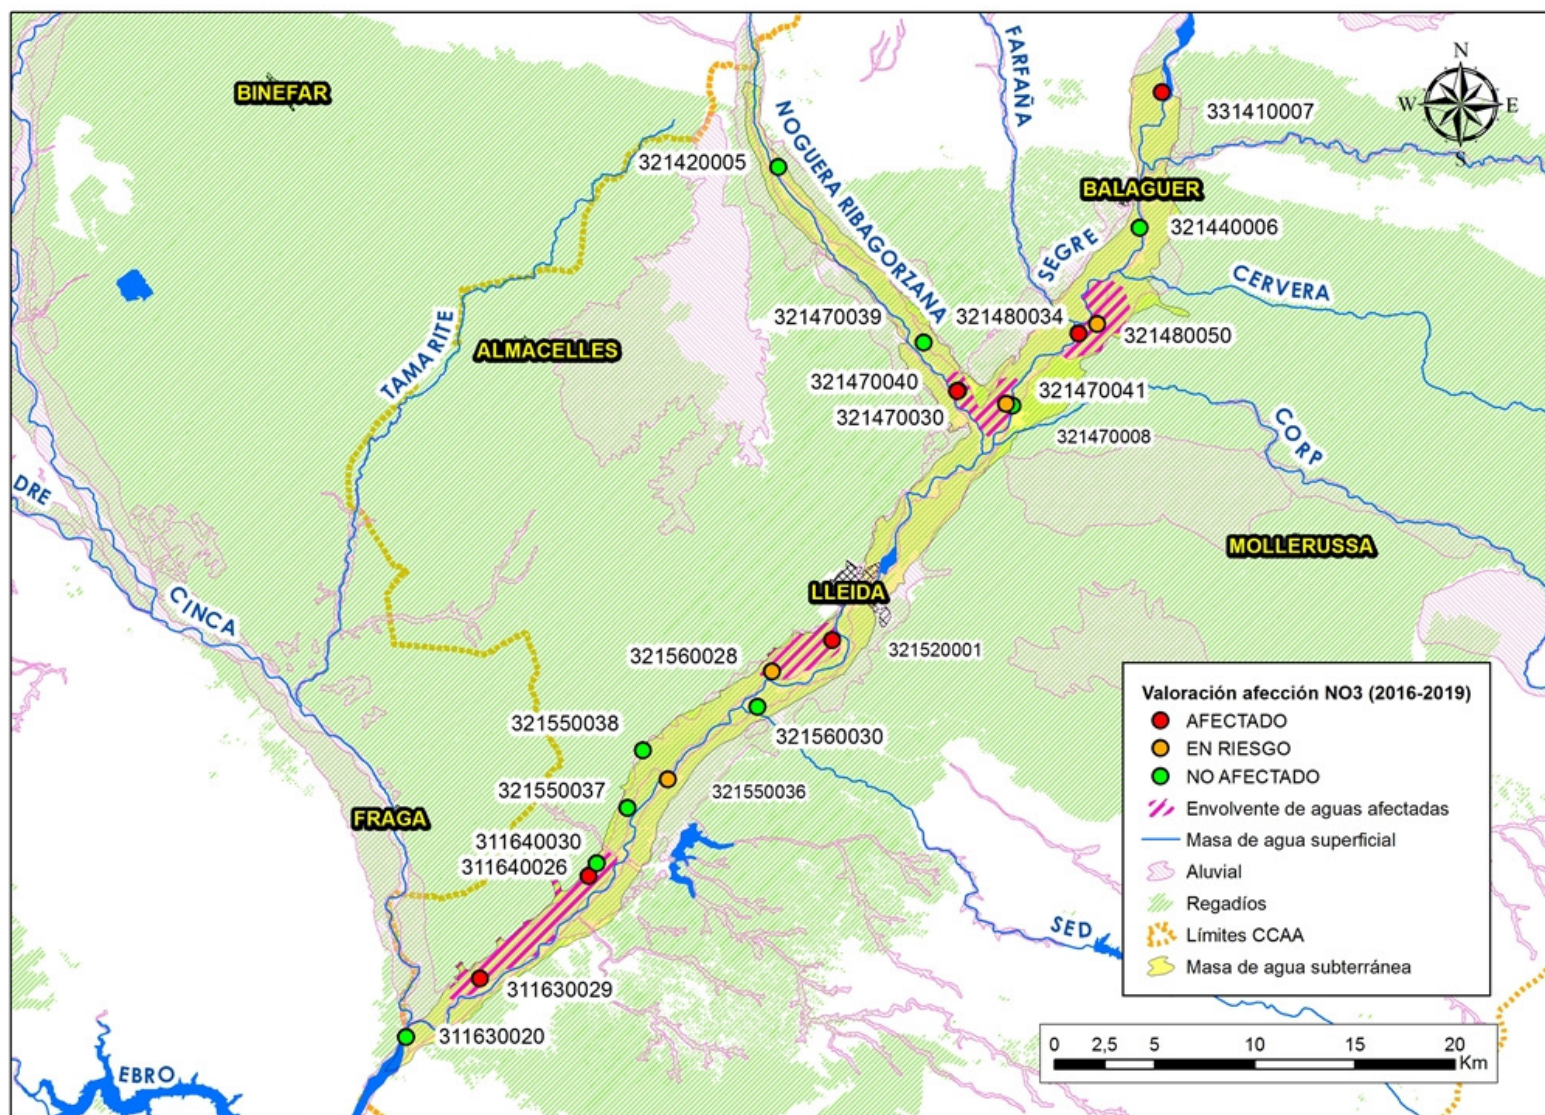 FARFAÑA
N
W
E
S
BINEFAR
331410007
NOGUERA RIBAGORZANA
321420005
BALAGUER
321440006
SEGRE
CERVERA
321470039
321480034
321480050
TAMARITE
ALMACELLES
321470040
321470030
321470041
321470008
CORP
DRE
MOLLERUSSA
CINCA
LLEIDA
321560028
321520001
321550038
321560030
321550037
321550036
FRAGA
311640030
311640026
SED
311630029
311630020
EBRO
Valoración afección NO3 (2016-2019)
AFECTADO
EN RIESGO
NO AFECTADO
Envolvente de aguas afectadas
Masa de agua superficial
Aluvial
Regadíos
Límites CCAA
Masa de agua subterránea
0 2,5 5 10 15 20
Km